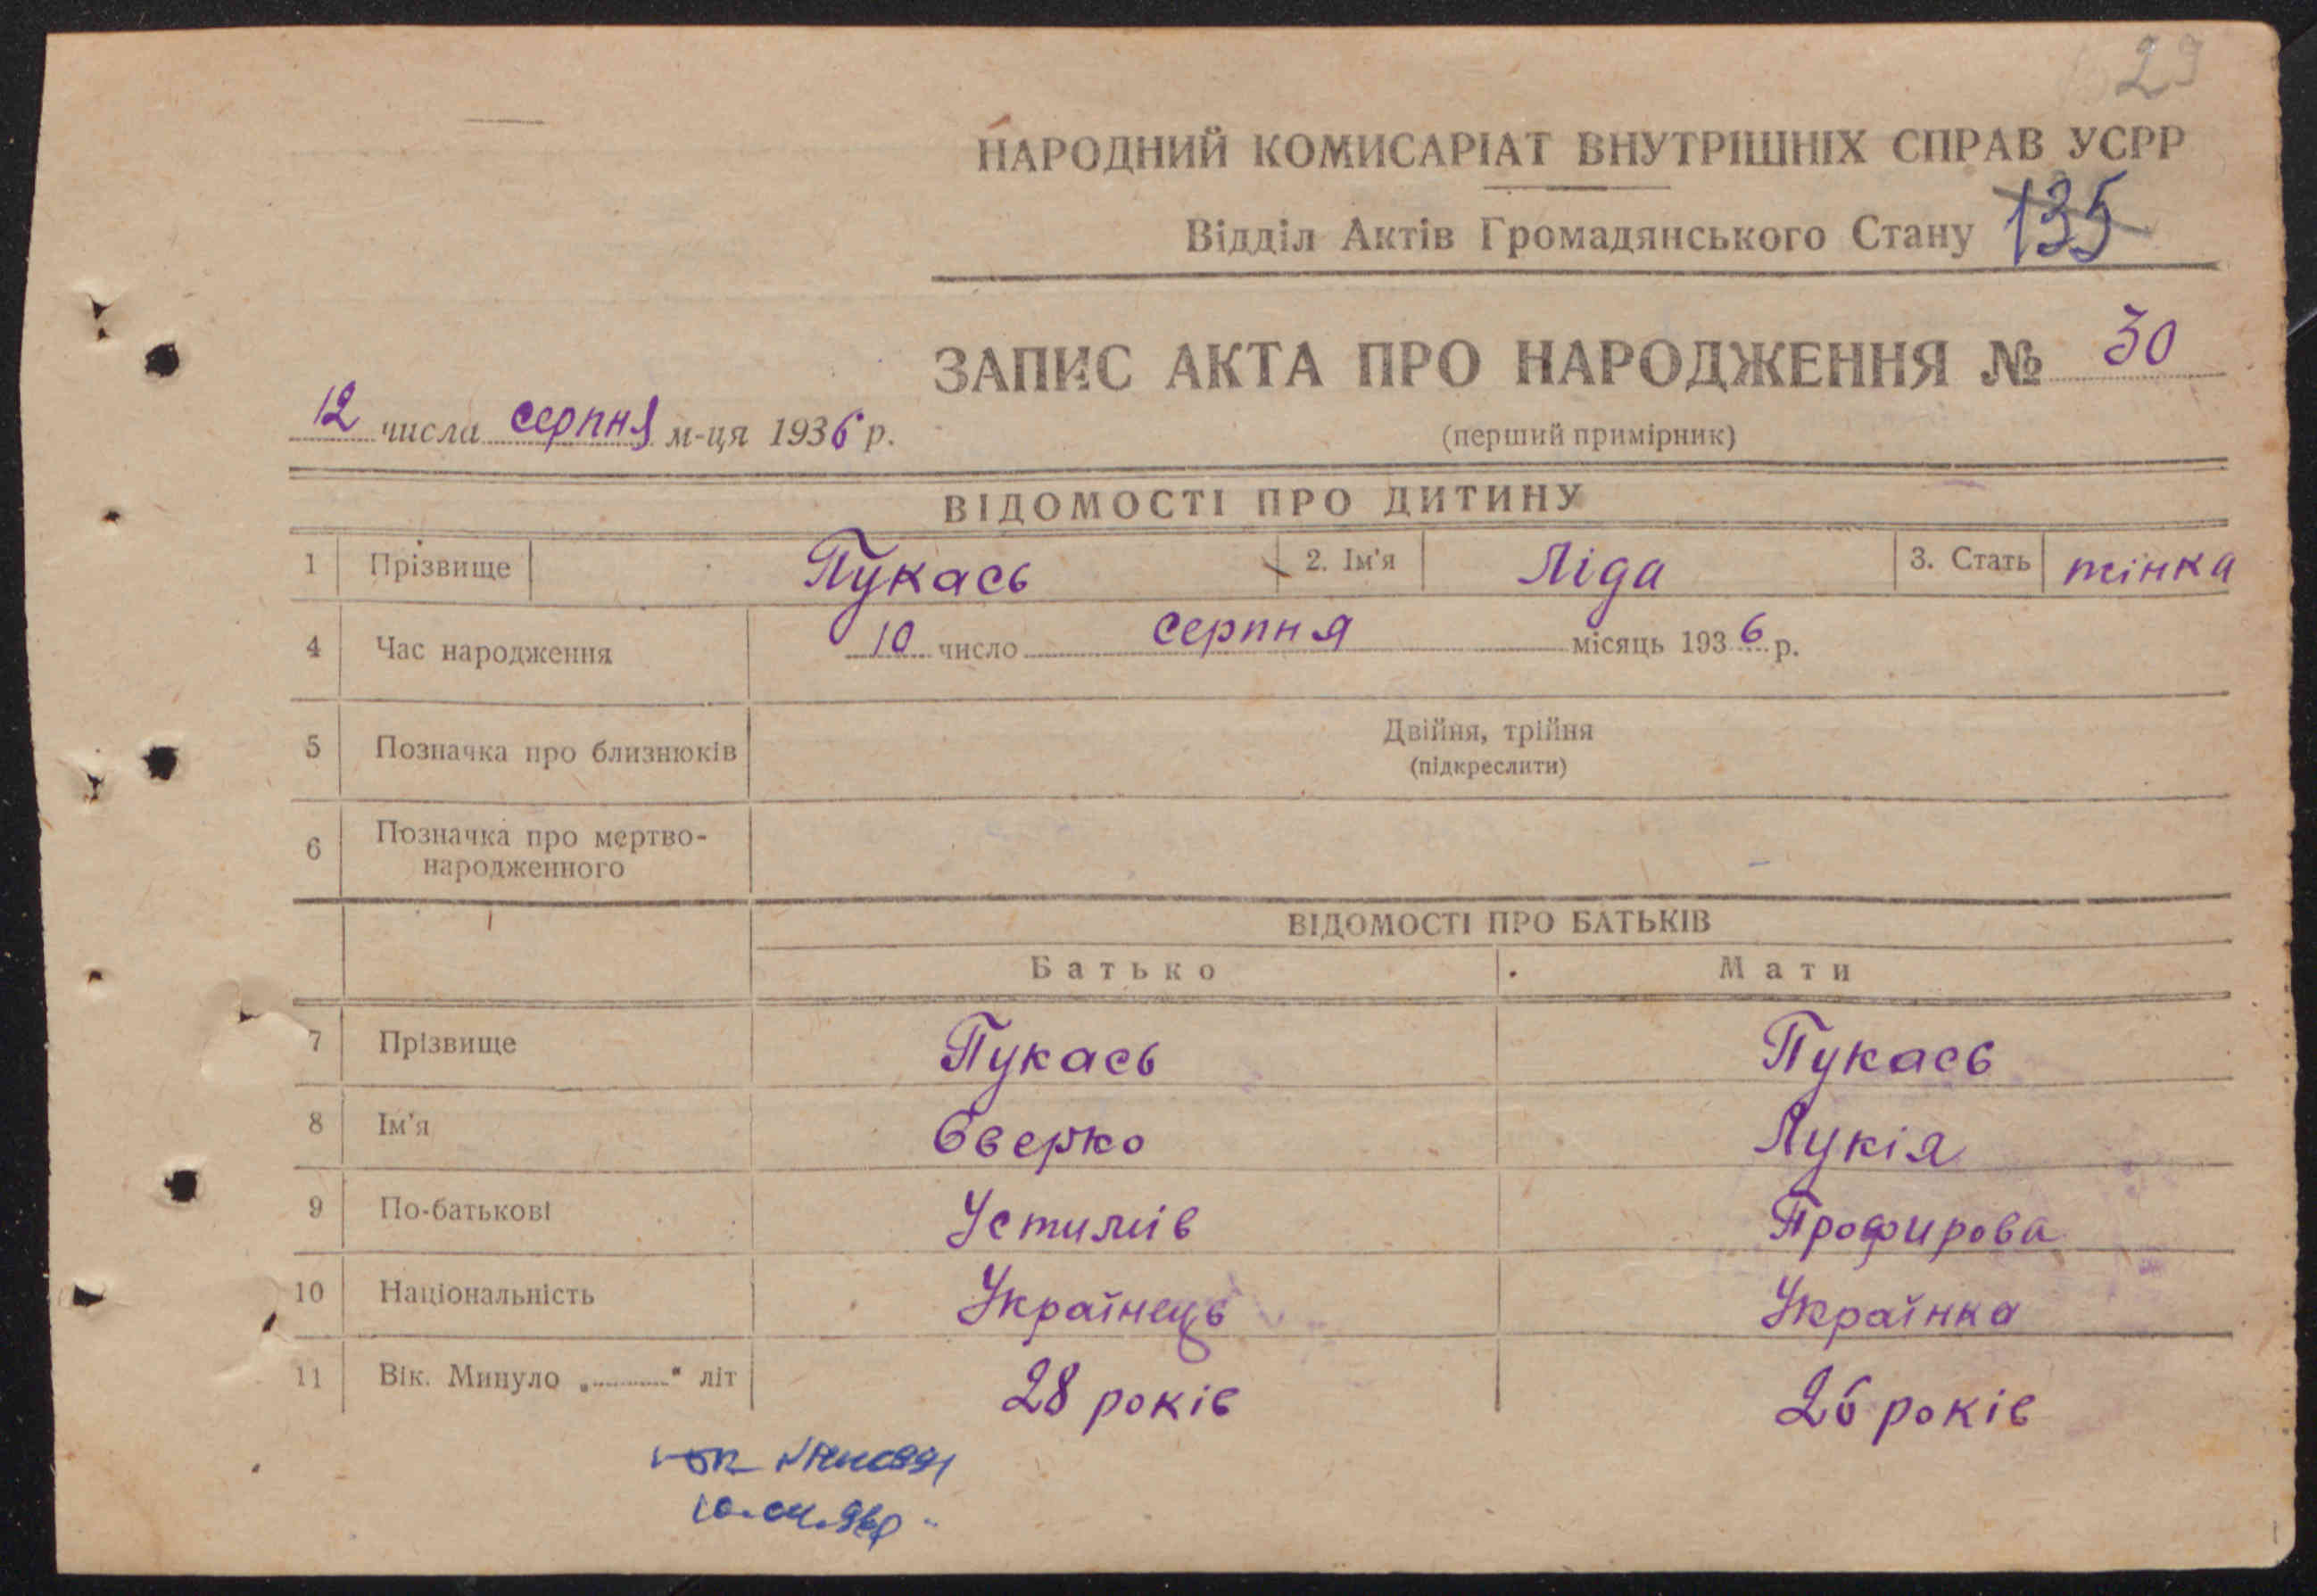 29
НАРОДНИЙ КОМИСАРІАТ ВНУТРІШНІХ СПРАВ УСРР
Відділ Актів Громадянського Стану 135
ЗАПИС АКТА ПРО НАРОДЖЕННЯ № 30
12 числа серпня м-ця 1936 р.
(перший примірник)
ВІДОМОСТІ ПРО ДИТИНУ
1 Прізвище Пукась 2. Ім'я Ліда 3. Стать жінка
4 Час народження 10 число серпня місяць 1936 р.
5 Позначка про близнюків Двійня, трійня
(підкреслити)
6 Позначка про мертво-
народженного
ВІДОМОСТІ ПРО БАТЬКІВ
Батько Мати
7 Прізвище Пукась Пукась
8 Ім'я Оверко Лукія
9 По-батькові Устимів Профирова
10 Національність Українець Українка
11 Вік. Минуло „ “ літ 28 років 26 років